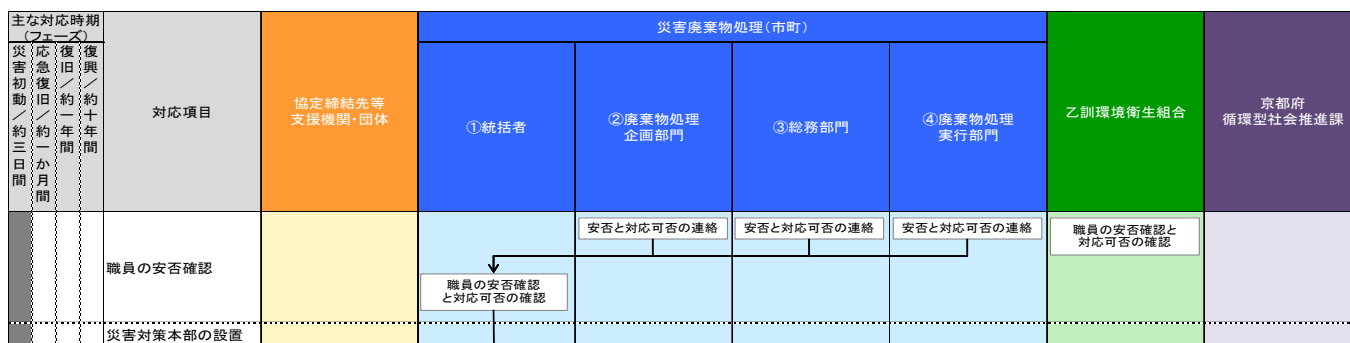 主な対応時期
(フェーズ)
災害初動/約三日間
応急復旧/約一か月間
復旧/約一年間
復興/約十年間
対応項目
協定締結先等
支援機関・団体
災害廃棄物処理(市町)
①統括者
②廃棄物処理
企画部門
③総務部門
④廃棄物処理
実行部門
乙訓環境衛生組合
京都府
循環型社会推進課
職員の安否確認
安否と対応可否の連絡
安否と対応可否の連絡
安否と対応可否の連絡
職員の安否確認と
対応可否の確認
職員の安否確認
と対応可否の確認
災害対策本部の設置